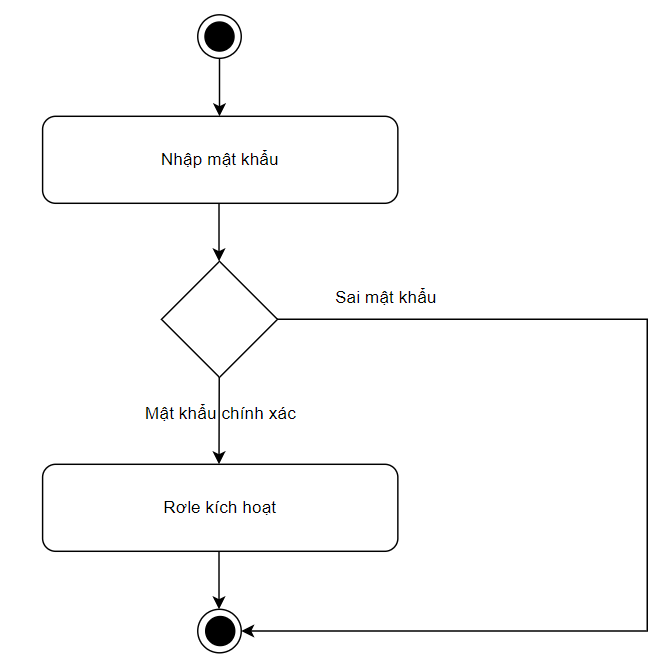 Nhập mật khẩu
Sai mật khẩu
Mật khẩu chính xác
Rơle kích hoạt